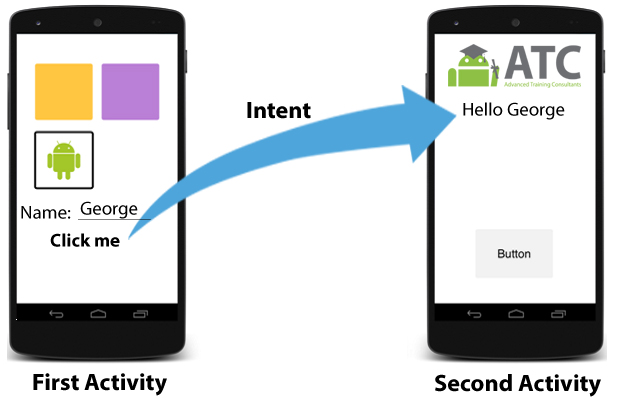 ATC
Advanced Training Consultants
Intent
Hello George
Name: George
Click me
Button
First Activity
Second Activity